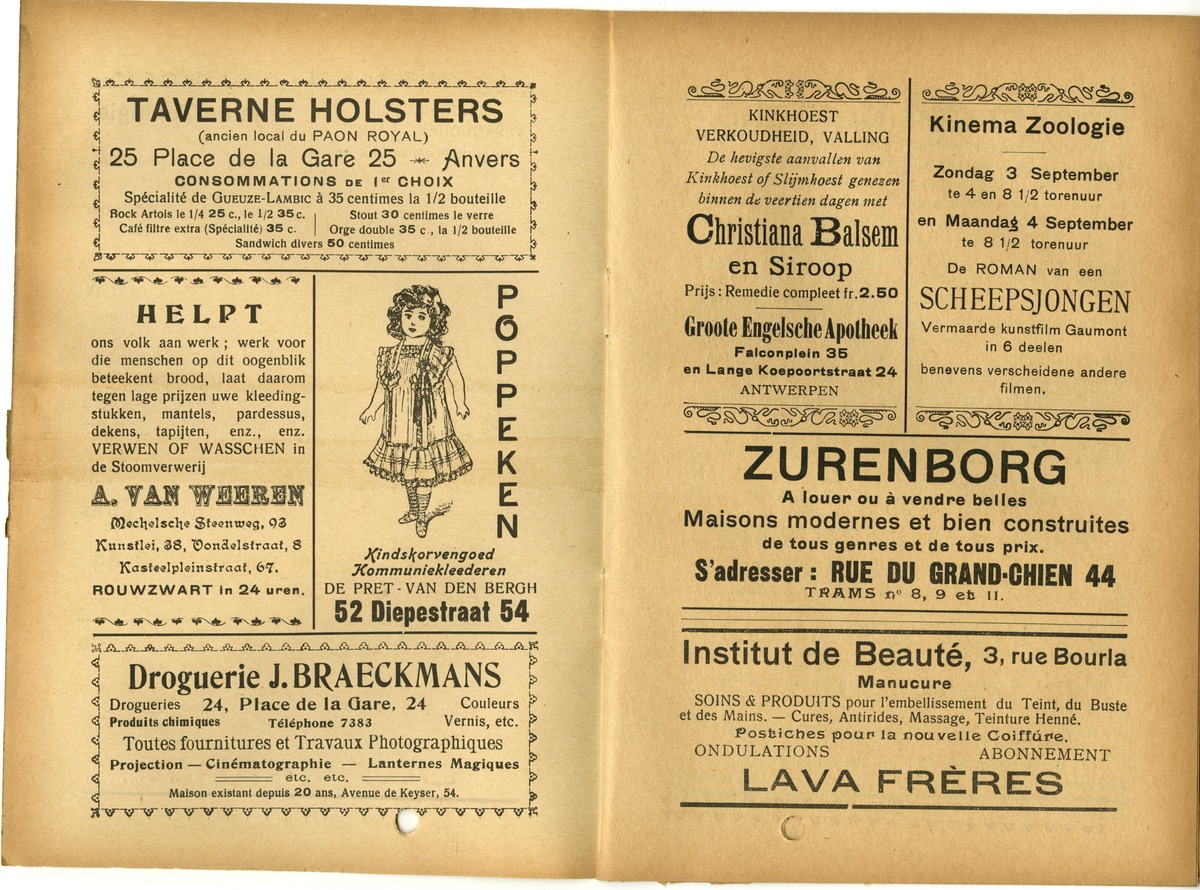 TAVERNE HOLSTERS
(ancien local du PAON ROYAL)
25 Place de la Gare 25 — Anvers
CONSOMMATIONS DE 1er CHOIX
Spécialité de GUEUZE-LAMBIC à 35 centimes la 1/2 bouteille
Bock Artois le 1/4 25 c., le 1/2 35 c.
Café filtre extra (Spécialité) 35 c.
Stout 30 centimes le verre
Orge double 35 c., la 1/2 bouteille
Sandwich divers 50 centimes
HELPT
ons volk aan werk ; werk voor
die menschen op dit oogenblik
beteekent brood, laat daarom
tegen lage prijzen uwe kleeding-
stukken, mantels, pardessus,
dekens, tapijten, enz., enz.
VERWEN OF WASSCHEN in
de Stoomverwerij
A. VAN WEEREN
Mechelsche Steenweg, 93
Kunstlei, 38, Vondelstraat, 8
Kasteelpleinstraat, 67.
ROUWZWART in 24 uren.
POPPEKEN
Kindskorvengoed
Kommuniekleederen
DE PRET-VAN DEN BERGH
52 Diepestraat 54
Droguerie J. BRAECKMANS
Drogueries 24, Place de la Gare, 24 Couleurs
Produits chimiques Téléphone 7383 Vernis, etc.
Toutes fournitures et Travaux Photographiques
Projection — Cinématographie — Lanternes Magiques
etc. etc.
Maison existant depuis 20 ans, Avenue de Keyser, 54.
KINKHOEST
VERKOUDHEID, VALLING
De hevigste aanvallen van
Kinkhoest of Slijmhoest genezen
binnen de veertien dagen met
Christiana Balsem
en Siroop
Prijs : Remedie compleet fr. 2.50
Groote Engelsche Apotheek
Falconplein 35
en Lange Koepoortstraat 24
ANTWERPEN
Kinema Zoologie
Zondag 3 September
te 4 en 8 1/2 torenuur
en Maandag 4 September
te 8 1/2 torenuur
De ROMAN van een
SCHEEPSJONGEN
Vermaarde kunstfilm Gaumont
in 6 deelen
benevens verscheidene andere
filmen.
ZURENBORG
A louer ou à vendre belles
Maisons modernes et bien construites
de tous genres et de tous prix.
S'adresser : RUE DU GRAND-CHIEN 44
TRAMS n° 8, 9 et 11.
Institut de Beauté, 3, rue Bourla
Manucure
SOINS & PRODUITS pour l'embellissement du Teint, du Buste
et des Mains. — Cures, Antirides, Massage, Teinture Henné.
Postiches pour la nouvelle Coiffure.
ONDULATIONS ABONNEMENT
LAVA FRÈRES